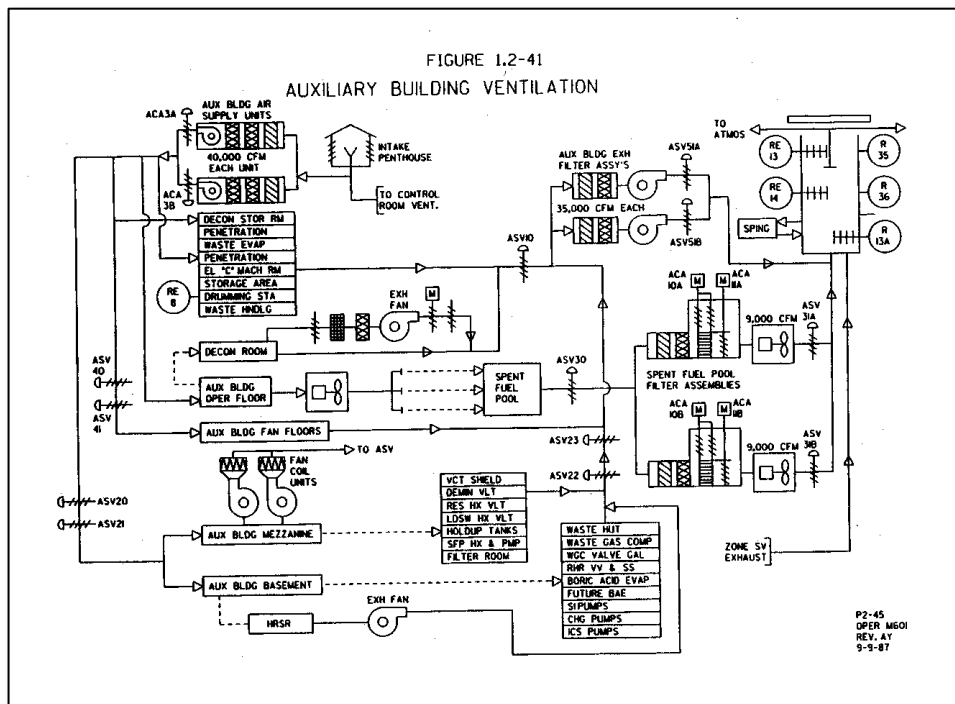 FIGURE 1.2-41
AUXILIARY BUILDING VENTILATION
ACA3A
AUX BLDG AIR
SUPPLY UNITS
40,000 CFM
EACH UNIT
ACA
3B
INTAKE
PENTHOUSE
TO CONTROL
ROOM VENT.
AUX BLDG EXH
FILTER ASSY'S
35,000 CFM EACH
ASV51A
ASV51B
TO
ATMOS
RE
13
R
35
RE
14
R
36
SPING
R
13A
DECON STOR RM
PENETRATION
WASTE EVAP
PENETRATION
EL "C" MACH RM
STORAGE AREA
DRUMMING STA
WASTE HNDLG
RE
8
ASV10
EXH
FAN
M
DECON ROOM
AUX BLDG
OPER FLOOR
SPENT
FUEL
POOL
ASV30
ASV
40
ASV
41
AUX BLDG FAN FLOORS
ACA
10A
M
M
ACA
11A
9,000 CFM
ASV
31A
SPENT FUEL POOL
FILTER ASSEMBLIES
ACA
10B
M
M
ACA
11B
9,000 CFM
ASV
31B
TO ASV
FAN
COIL
UNITS
ASV23
ASV22
ASV20
ASV21
VCT SHIELD
DEMIN VLT
RES HX VLT
LDSW HX VLT
HOLDUP TANKS
SFP HX & PMP
FILTER ROOM
AUX BLDG MEZZANINE
AUX BLDG BASEMENT
HRSR
EXH FAN
WASTE HUT
WASTE GAS COMP
WGC VALVE GAL
RHR VV & SS
BORIC ACID EVAP
FUTURE BAE
SI PUMPS
CHG PUMPS
ICS PUMPS
ZONE SV
EXHAUST
P2-45
OPER M601
REV. AY
9-9-87